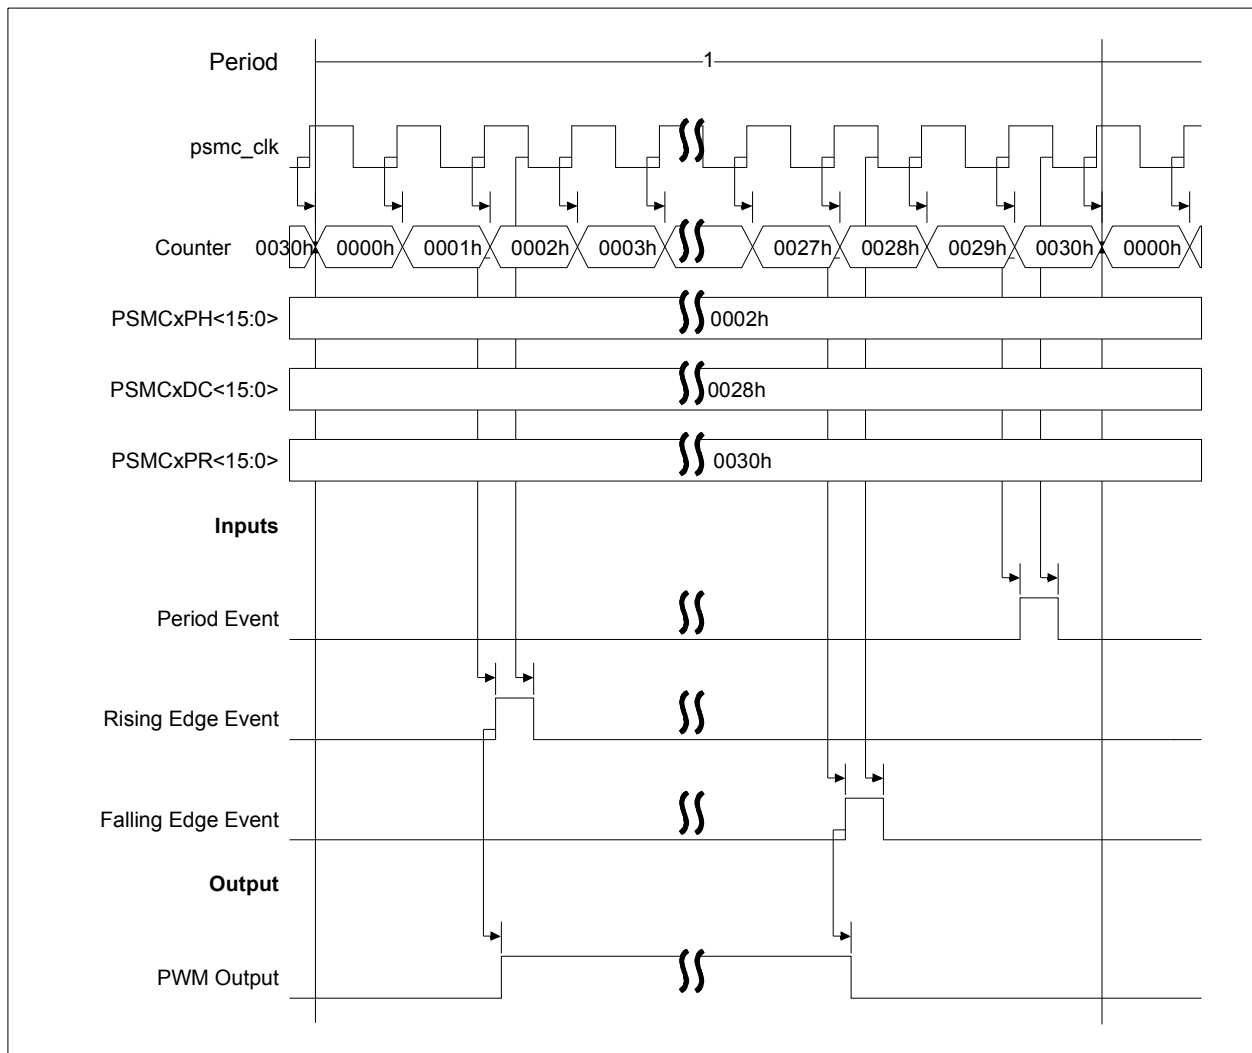 Period 1
psmc_clk
Counter 0030h 0000h 0001h 0002h 0003h 0027h 0028h 0029h 0030h 0000h
PSMCxPH<15:0> 0002h
PSMCxDC<15:0> 0028h
PSMCxPR<15:0> 0030h
Inputs
Period Event
Rising Edge Event
Falling Edge Event
Output
PWM Output